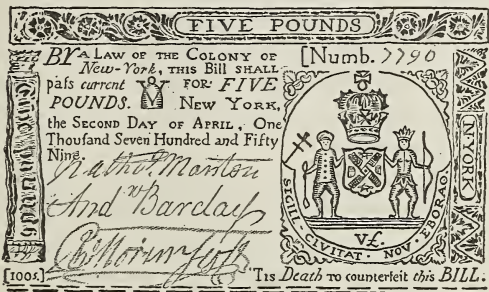 FIVE POUNDS
BY A LAW OF THE COLONY OF
New-York, THIS Bill SHALL
paſs current FOR FIVE
POUNDS. NEW YORK,
the SECOND DAY OF APRIL, One
Thouſand Seven Hundred and Fifty
Nine.
[Numb. 7790
And Barclay
SIGILL. CIVITAT. NOV. EBORAC.
V£.
N·YORK
[100s.]
'Tis Death to counterfeit this BILL.